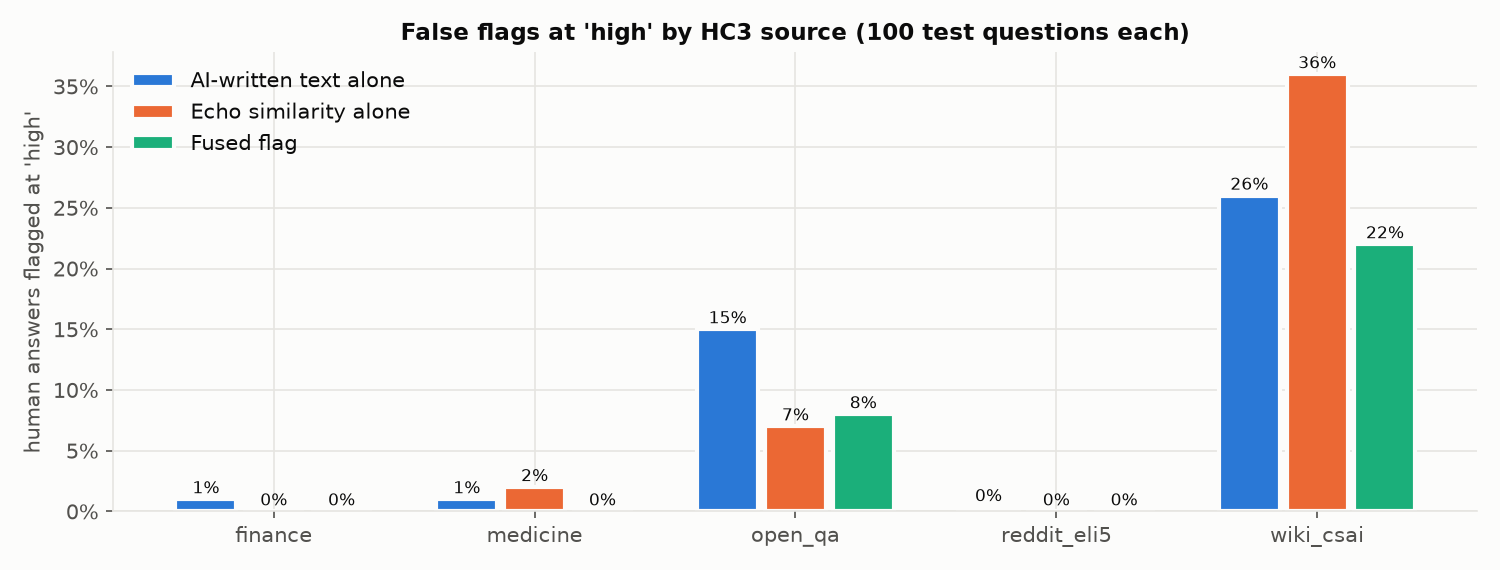 False flags at 'high' by HC3 source (100 test questions each)
AI-written text alone
Echo similarity alone
Fused flag
human answers flagged at 'high'
35%
30%
25%
20%
15%
10%
5%
0%
1%
0%
0%
1%
2%
0%
15%
7%
8%
0%
0%
0%
26%
36%
22%
finance
medicine
open_qa
reddit_eli5
wiki_csai